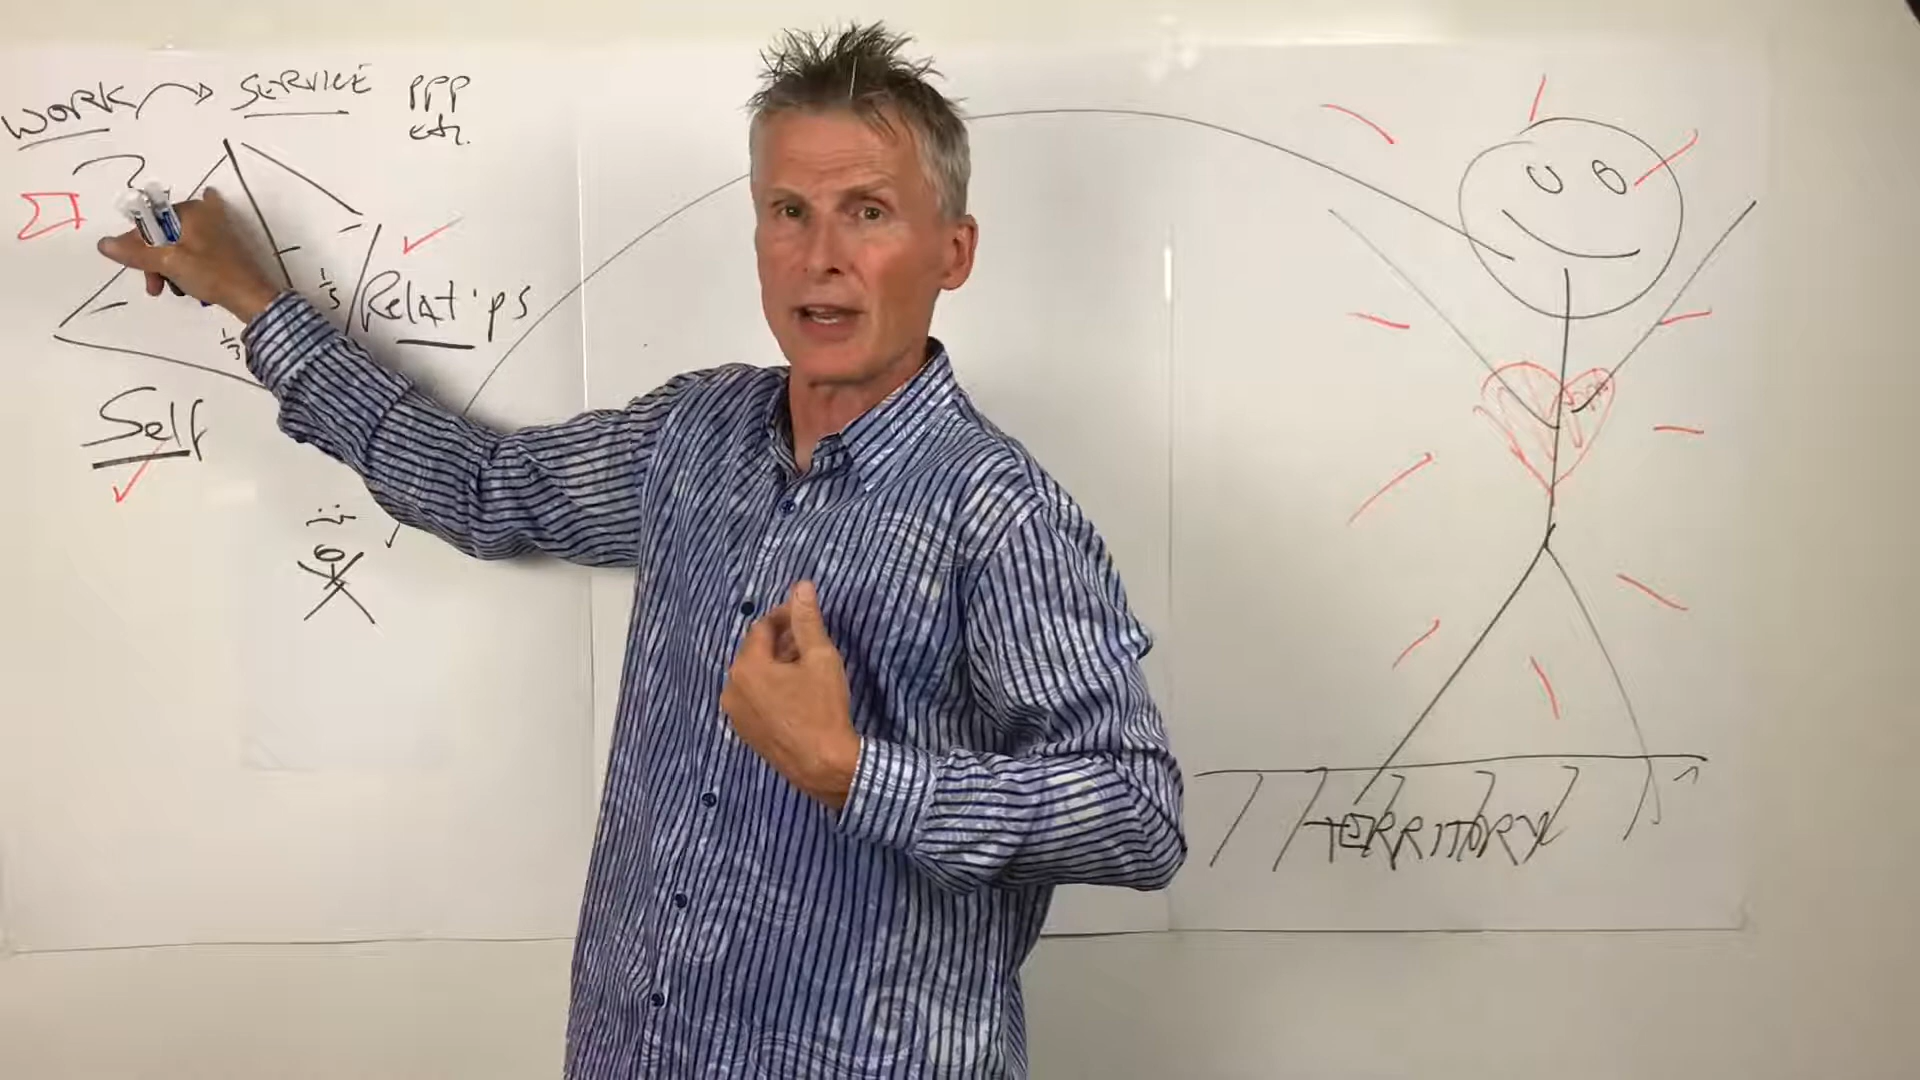 WORK → SERVICE PPP
etc.
1/3
Relat.ps
1/3
Self
TERRITORY